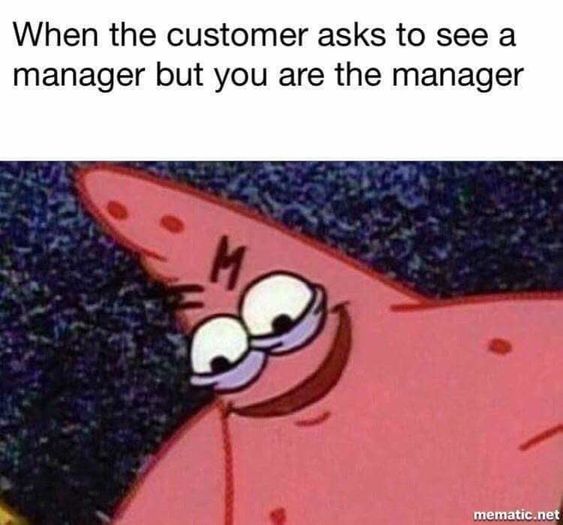 When the customer asks to see a
manager but you are the manager
mematic.net